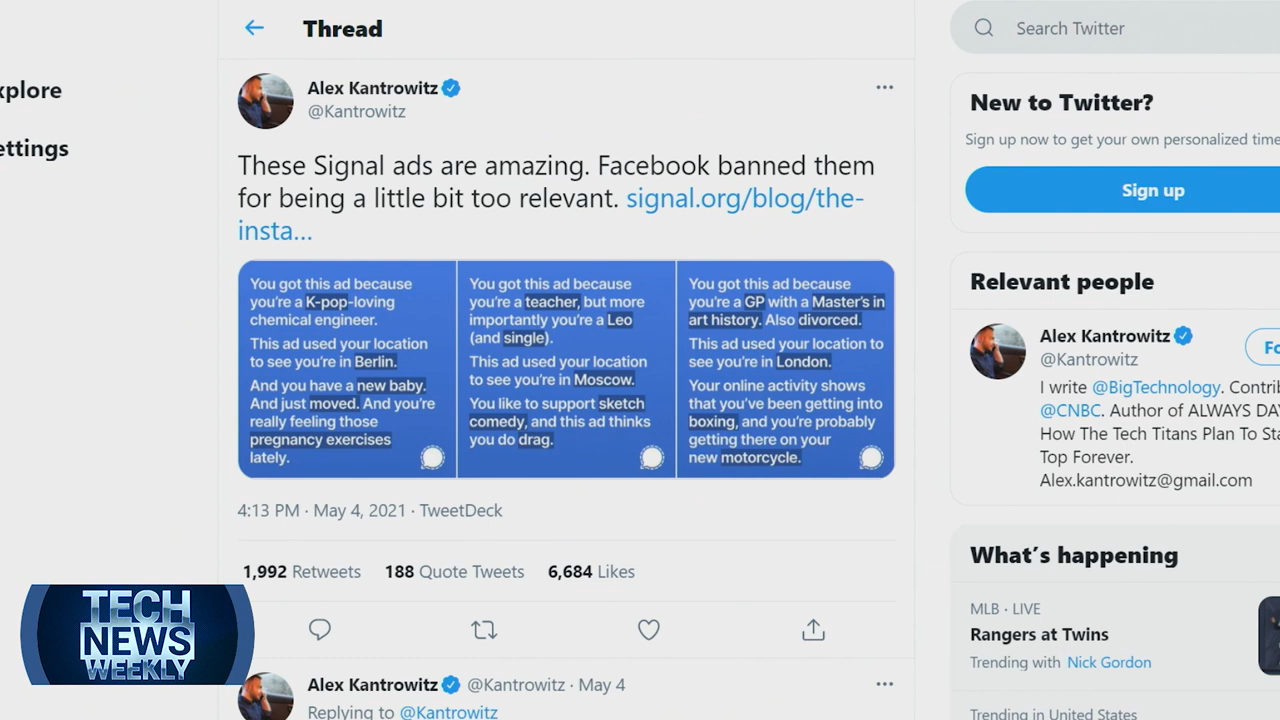 Thread
Search Twitter
xplore
ettings
Alex Kantrowitz
@Kantrowitz
These Signal ads are amazing. Facebook banned them
for being a little bit too relevant. signal.org/blog/the-
insta...
You got this ad because
you're a K-pop-loving
chemical engineer.
This ad used your location
to see you're in Berlin.
And you have a new baby.
And just moved. And you're
really feeling those
pregnancy exercises
lately.
You got this ad because
you're a teacher, but more
importantly you're a Leo
(and single).
This ad used your location
to see you're in Moscow.
You like to support sketch
comedy, and this ad thinks
you do drag.
You got this ad because
you're a GP with a Master's in
art history. Also divorced.
This ad used your location to
see you're in London.
Your online activity shows
that you've been getting into
boxing, and you're probably
getting there on your
new motorcycle.
4:13 PM · May 4, 2021 · TweetDeck
1,992 Retweets 188 Quote Tweets 6,684 Likes
Alex Kantrowitz @Kantrowitz · May 4
Replying to @Kantrowitz
New to Twitter?
Sign up now to get your own personalized time
Sign up
Relevant people
Alex Kantrowitz
@Kantrowitz
Fo
I write @BigTechnology. Contrib
@CNBC. Author of ALWAYS DA
How The Tech Titans Plan To Sta
Top Forever.
Alex.kantrowitz@gmail.com
What's happening
MLB · LIVE
Rangers at Twins
Trending with Nick Gordon
Trending in United States
TECH
NEWS
WEEKLY